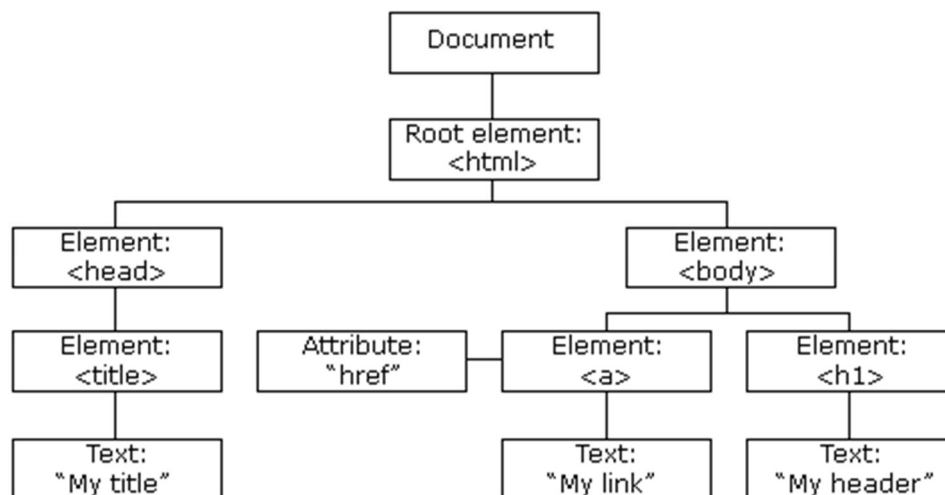 Document
Root element:
<html>
Element:
<head>
Element:
<body>
Element:
<title>
Attribute:
“href”
Element:
<a>
Element:
<h1>
Text:
“My title”
Text:
“My link”
Text:
“My header”